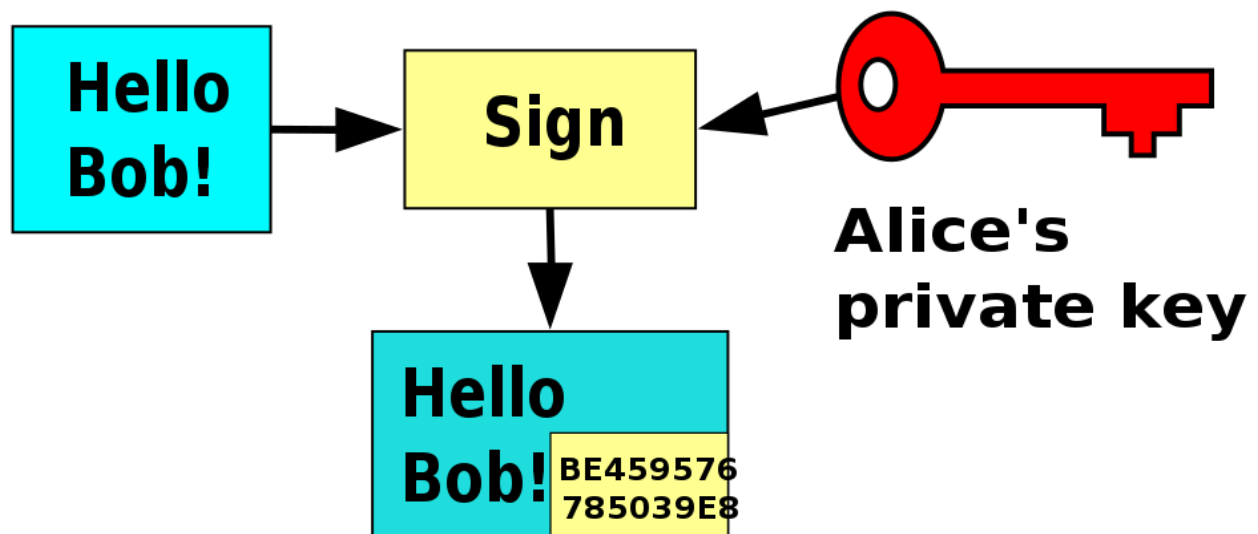 Hello
Bob!
Sign
Alice's
private key
Hello
Bob!
BE459576
785039E8